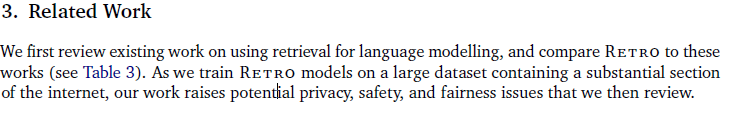 3. Related Work
We first review existing work on using retrieval for language modelling, and compare RETRO to these
works (see Table 3). As we train RETRO models on a large dataset containing a substantial section
of the internet, our work raises potential privacy, safety, and fairness issues that we then review.